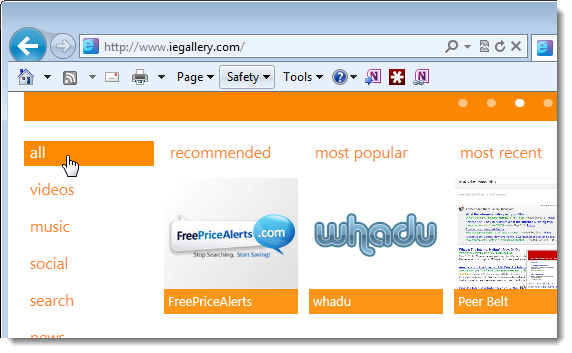 http://www.iegallery.com/
Page Safety Tools
all recommended most popular most recent
videos
music
social
search
news
FreePriceAlerts.com
Stop Searching. Start Saving!
whadu
FreePriceAlerts whadu Peer Belt